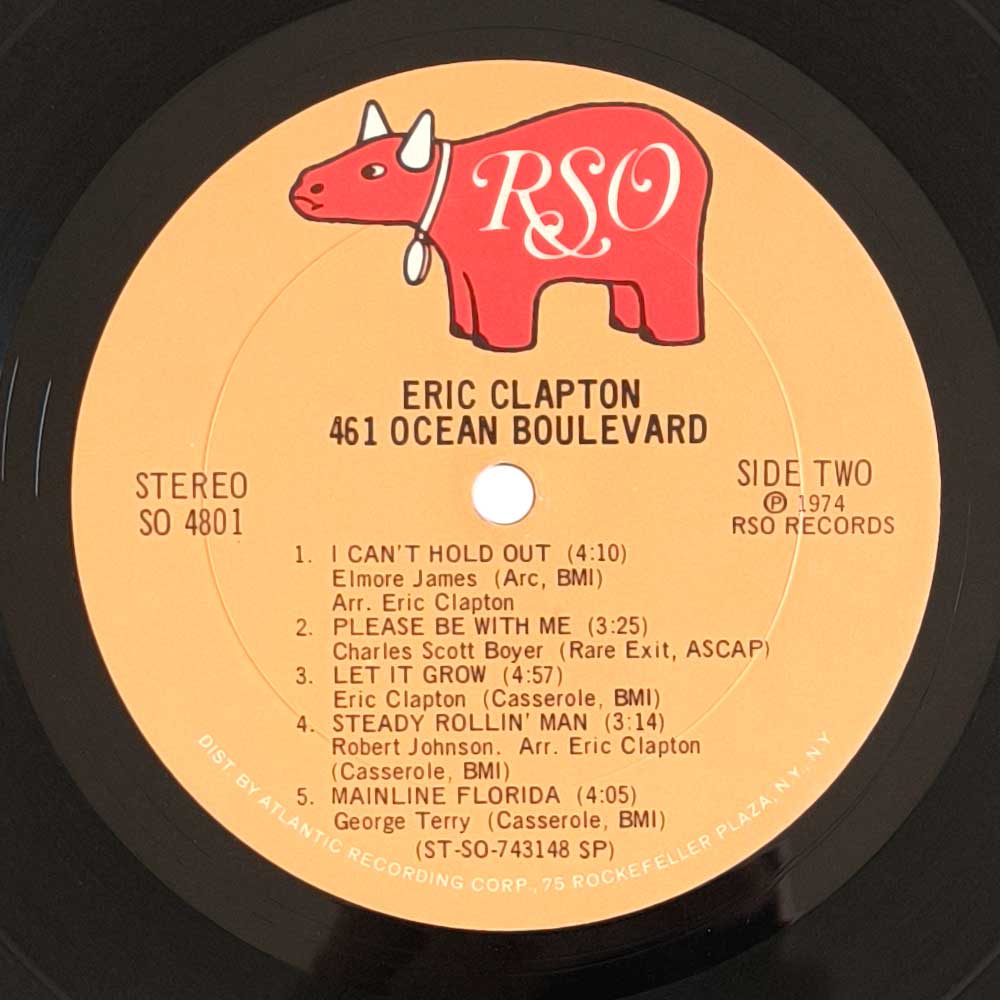 RSO
ERIC CLAPTON
461 OCEAN BOULEVARD
STEREO
SO 4801
SIDE TWO
Ⓟ 1974
RSO RECORDS
1. I CAN'T HOLD OUT (4:10)
Elmore James (Arc, BMI)
Arr. Eric Clapton
2. PLEASE BE WITH ME (3:25)
Charles Scott Boyer (Rare Exit, ASCAP)
3. LET IT GROW (4:57)
Eric Clapton (Casserole, BMI)
4. STEADY ROLLIN' MAN (3:14)
Robert Johnson. Arr. Eric Clapton
(Casserole, BMI)
5. MAINLINE FLORIDA (4:05)
George Terry (Casserole, BMI)
(ST-SO-743148 SP)
DIST. BY ATLANTIC RECORDING CORP., 75 ROCKEFELLER PLAZA, N.Y., N.Y.